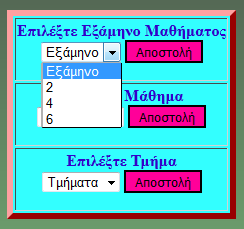 Επιλέξτε Εξάμηνο Μαθήματος
Εξάμηνο Αποστολή
Εξάμηνο
2
4
6
Μάθημα
Αποστολή
Επιλέξτε Τμήμα
Τμήματα Αποστολή